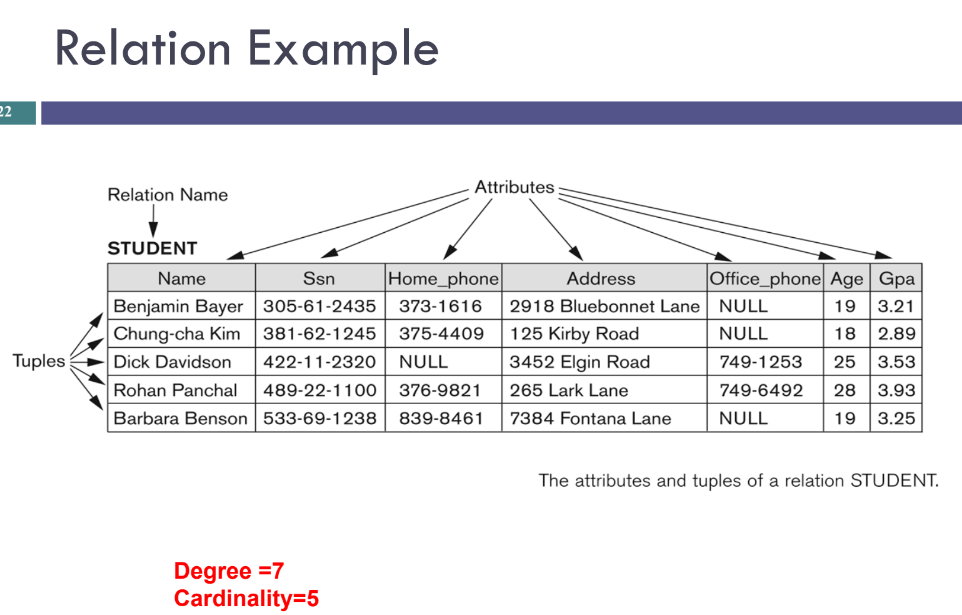 Relation Example
22
Attributes
Relation Name
STUDENT
Name Ssn Home_phone Address Office_phone Age Gpa
Benjamin Bayer 305-61-2435 373-1616 2918 Bluebonnet Lane NULL 19 3.21
Chung-cha Kim 381-62-1245 375-4409 125 Kirby Road NULL 18 2.89
Tuples Dick Davidson 422-11-2320 NULL 3452 Elgin Road 749-1253 25 3.53
Rohan Panchal 489-22-1100 376-9821 265 Lark Lane 749-6492 28 3.93
Barbara Benson 533-69-1238 839-8461 7384 Fontana Lane NULL 19 3.25
The attributes and tuples of a relation STUDENT.
Degree =7
Cardinality=5